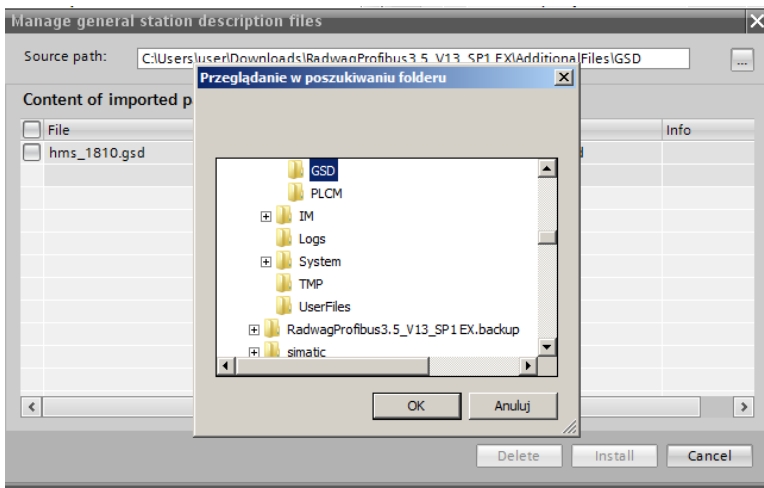 Manage general station description files
Source path: C:\Users\user\Downloads\RadwagProfibus3.5_V13_SP1 EX\AdditionalFiles\GSD ...
Przeglądanie w poszukiwaniu folderu
Content of imported p
File Info
hms_1810.gsd
GSD
PLCM
IM
Logs
System
TMP
UserFiles
RadwagProfibus3.5_V13_SP1 EX.backup
simatic
OK Anuluj
Delete Install Cancel